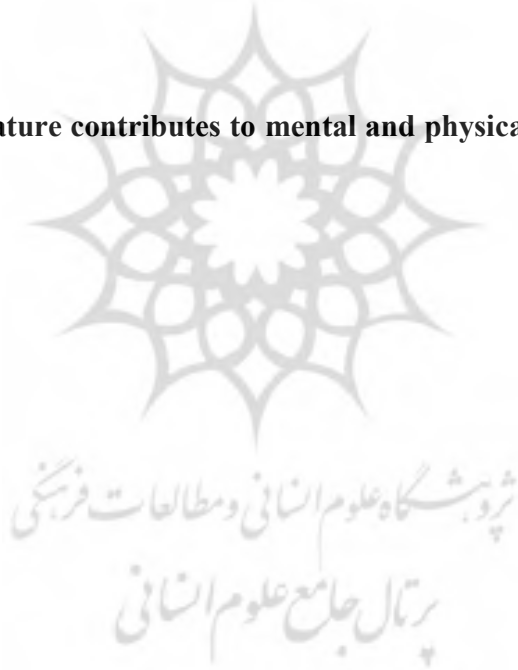 ature contributes to mental and physica
پژوهشگاه علوم انسانی و مطالعات فرهنگی
پرتال جامع علوم انسانی